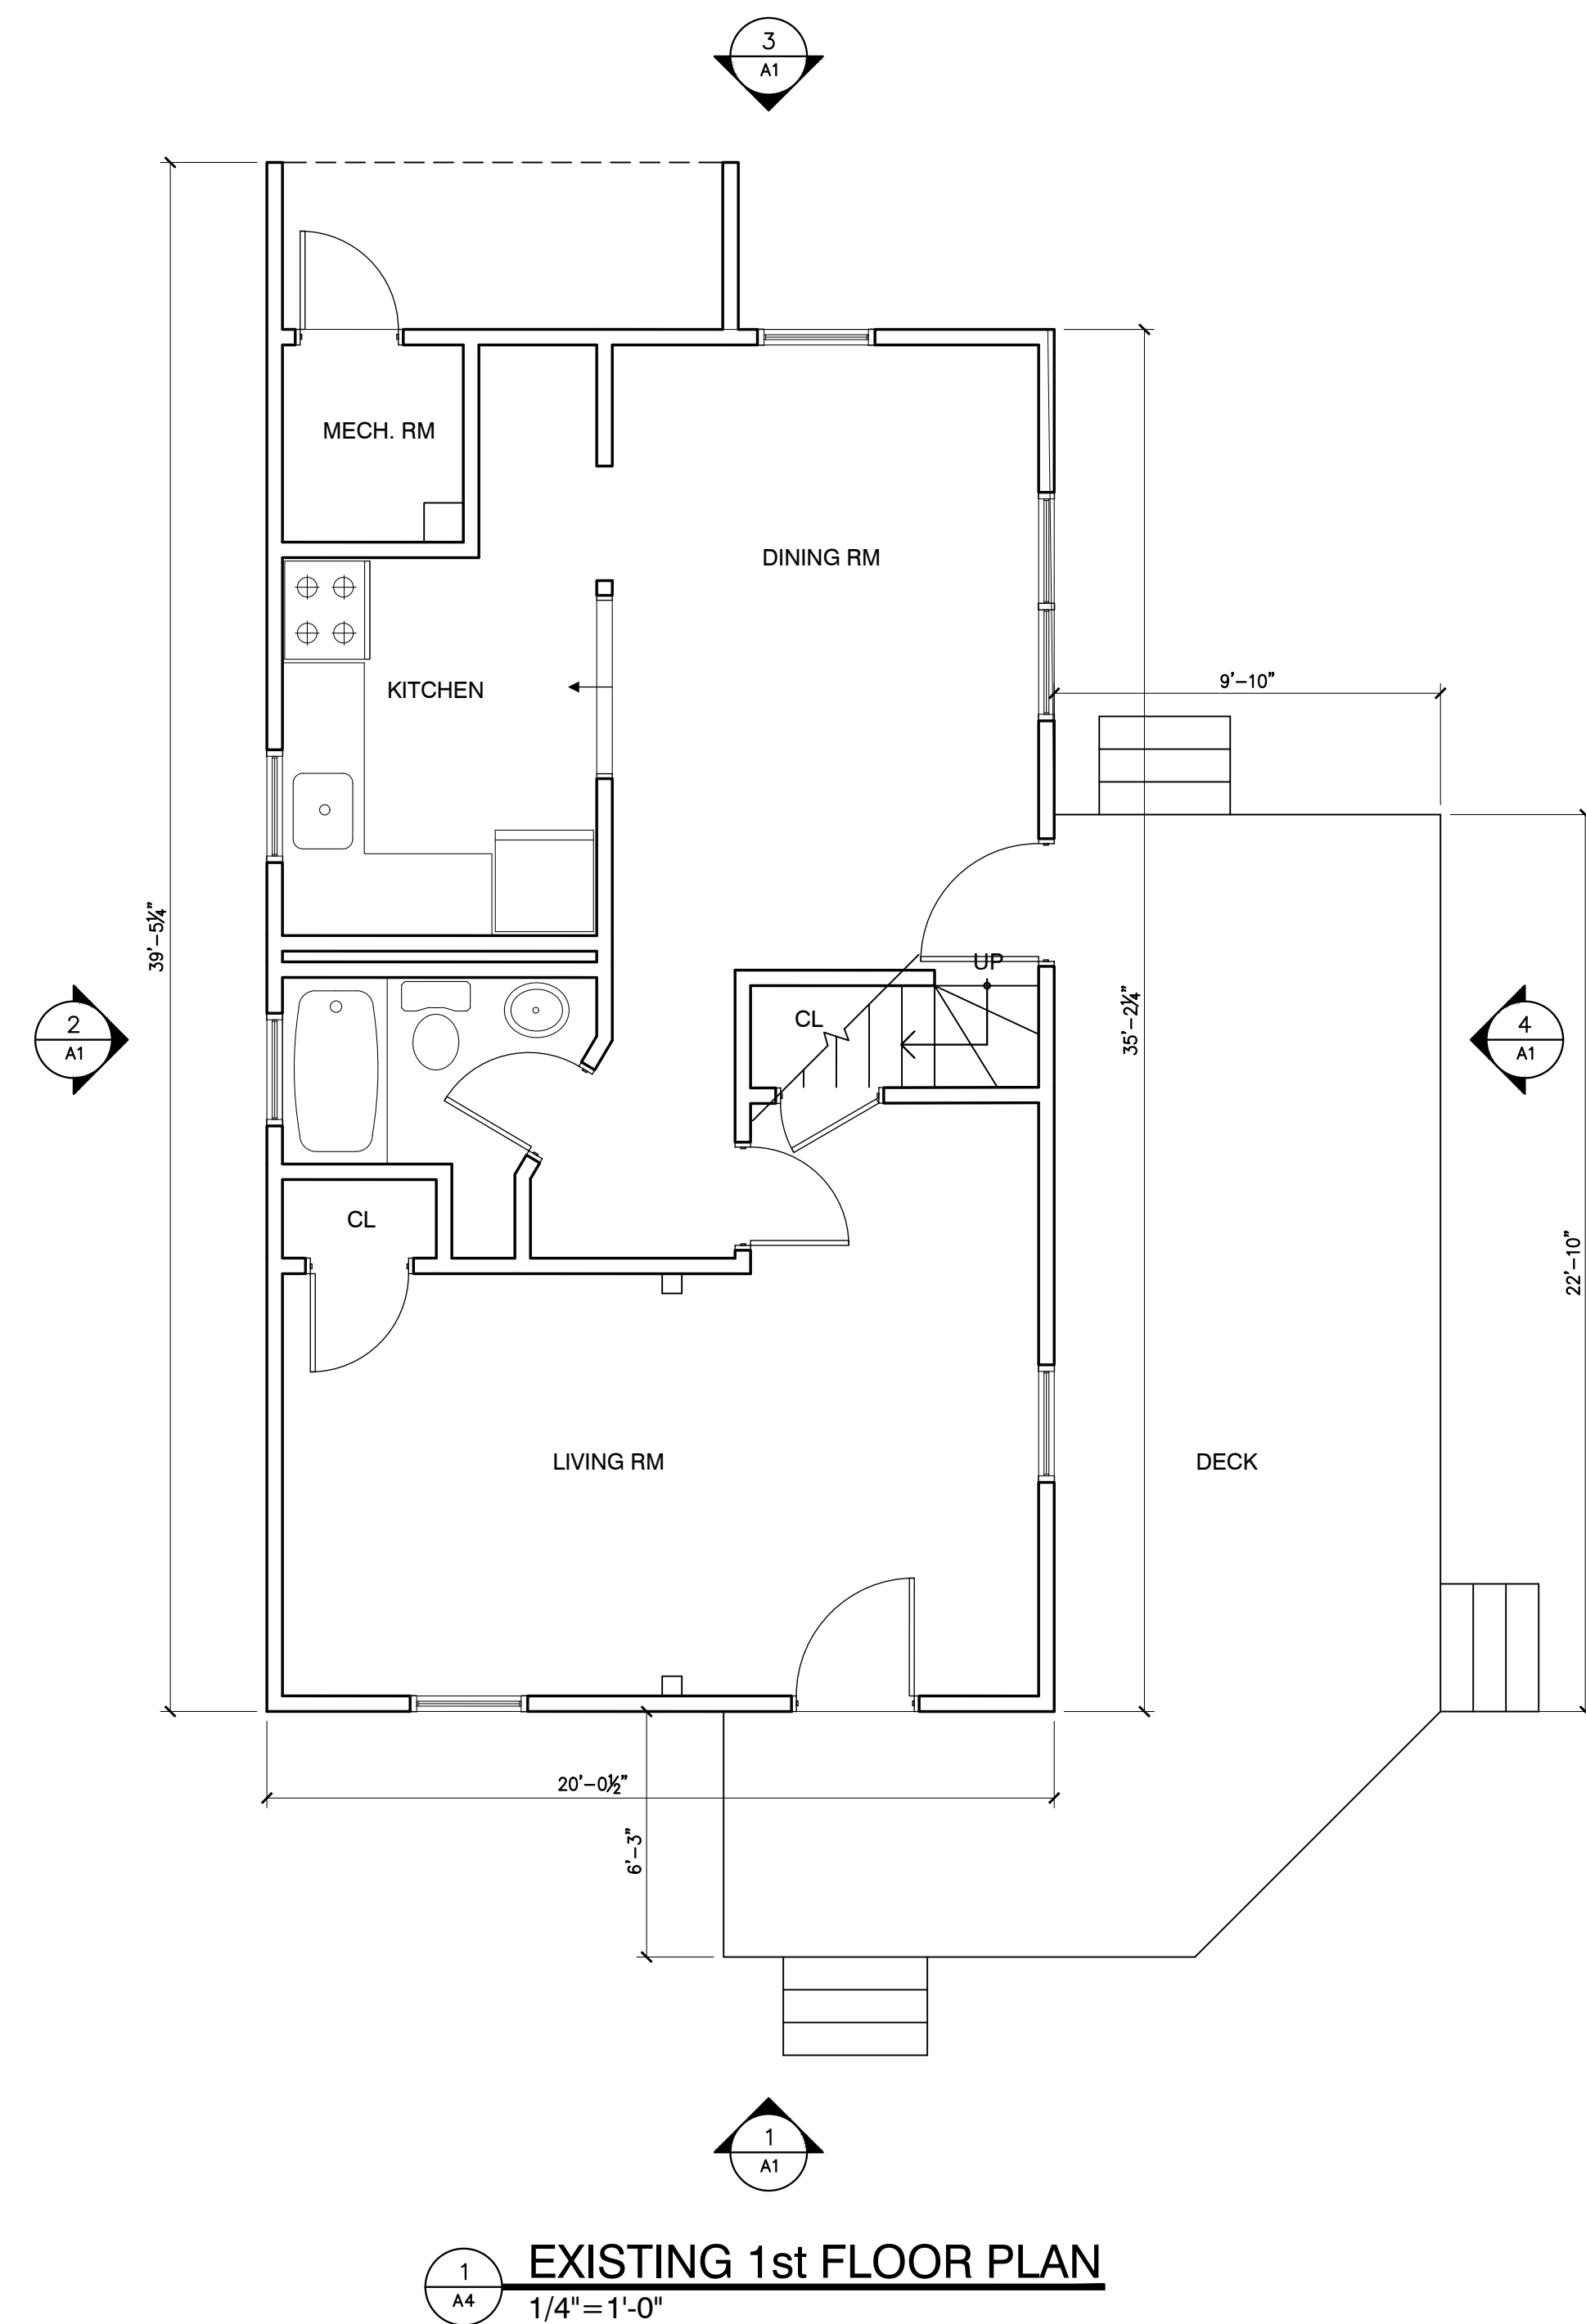 3
A1
MECH. RM
DINING RM
9'–10"
KITCHEN
39'–5¼"
UP
CL
2
A1
35'–2¼"
4
A1
CL
22'–10"
LIVING RM
DECK
20'–0½"
6'–3"
1
A1
1
A4
EXISTING 1st FLOOR PLAN
1/4"=1'-0"